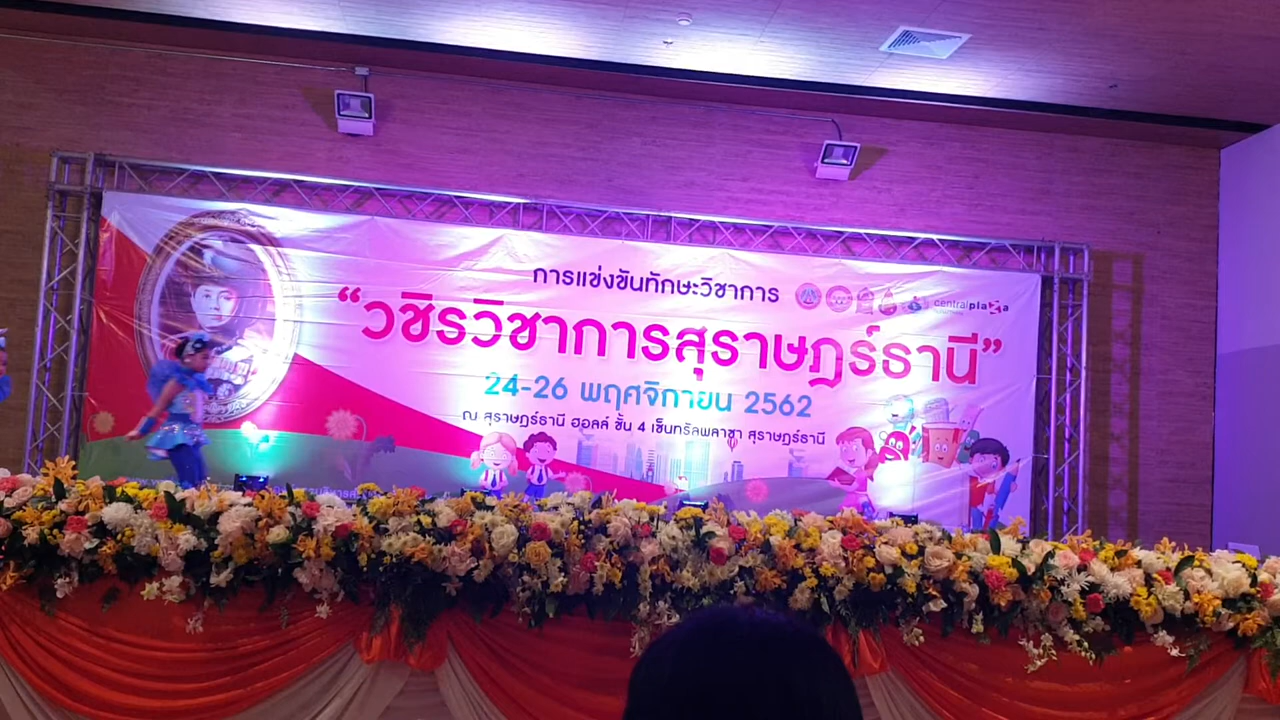 การแข่งขันทักษะวิชาการ
centralplaza
“วชิรวิชาการสุราษฎร์ธานี”
24-26 พฤศจิกายน 2562
ณ สุราษฎร์ธานี ฮอลล์ ชั้น 4 เซ็นทรัลพลาซา สุราษฎร์ธานี